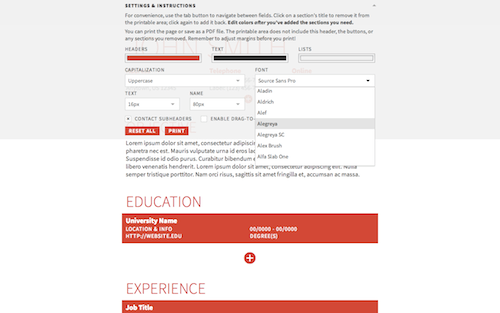 SETTINGS & INSTRUCTIONS
For convenience, use the tab button to navigate between fields. Click on a section's title to remove it from
the printable area; click again to add it back. Edit colors after you've added the sections you need.
You can print the page or save as a PDF file. The printable area does not include this header, the buttons, or
any sections you removed. Remember to adjust margins before print!
HEADERS TEXT LISTS
CAPITALIZATION FONT
Uppercase Source Sans Pro
Aladin
TEXT NAME Aldrich
16px 80px Alef
Alegreya
CONTACT SUBHEADERS ENABLE DRAG-TO- Alegreya SC
RESET ALL PRINT Alex Brush
Alfa Slab One
Lorem ipsum dolor sit amet, consectetur adipiscing
pharetra nec est. Mauris vulputate urna id eros lac
Suspendisse id odio purus. Curabitur bibendum
libero venenatis hendrerit. Lorem ipsum dolor sit amet, consectetur adipiscing elit. Nulla
semper tristique porttitor. Nam orci risus, sagittis sit amet fringilla et, accumsan ac massa.
EDUCATION
University Name
LOCATION & INFO 00/0000 - 00/0000
HTTP://WEBSITE.EDU DEGREE(S)
EXPERIENCE
Job Title